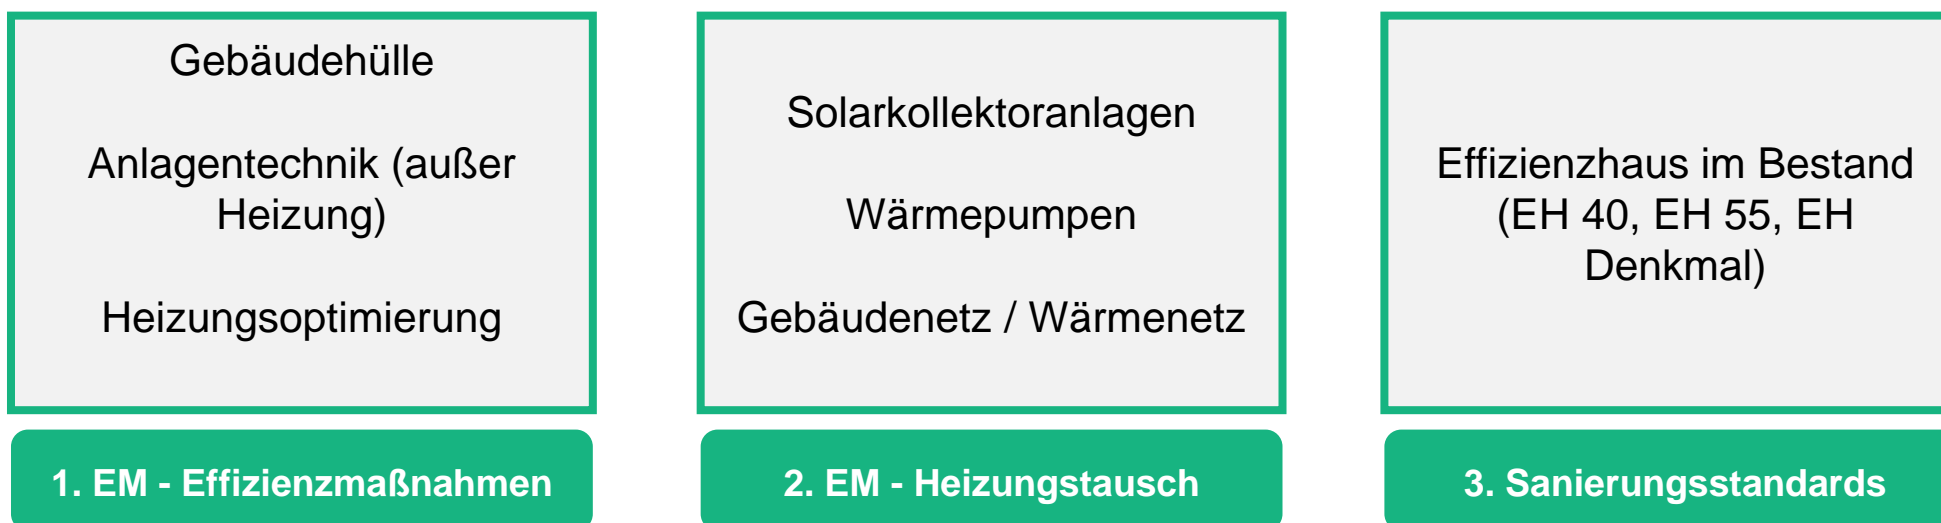 Gebäudehülle
Anlagentechnik (außer
Heizung)
Heizungsoptimierung
1. EM - Effizienzmaßnahmen
Solarkollektoranlagen
Wärmepumpen
Gebäudenetz / Wärmenetz
2. EM - Heizungstausch
Effizienzhaus im Bestand
(EH 40, EH 55, EH
Denkmal)
3. Sanierungsstandards